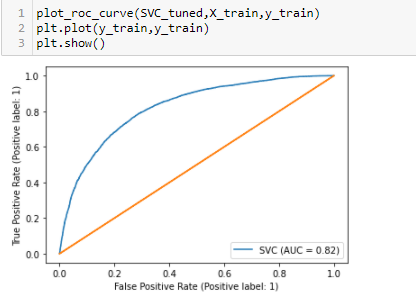 1 plot_roc_curve(SVC_tuned,X_train,y_train)
2 plt.plot(y_train,y_train)
3 plt.show()
1.0
0.8
0.6
0.4
0.2
0.0
True Positive Rate (Positive label: 1)
SVC (AUC = 0.82)
0.0 0.2 0.4 0.6 0.8 1.0
False Positive Rate (Positive label: 1)